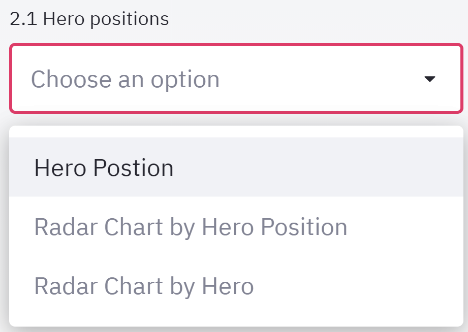 2.1 Hero positions
Choose an option
Hero Postion
Radar Chart by Hero Position
Radar Chart by Hero